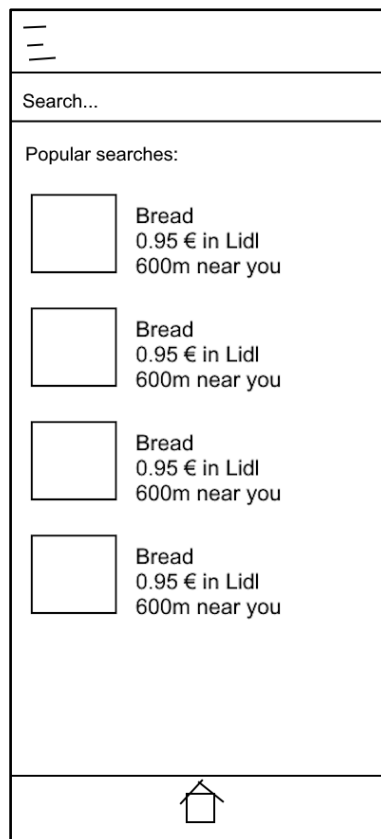 Search...
Popular searches:
Bread
0.95 € in Lidl
600m near you
Bread
0.95 € in Lidl
600m near you
Bread
0.95 € in Lidl
600m near you
Bread
0.95 € in Lidl
600m near you